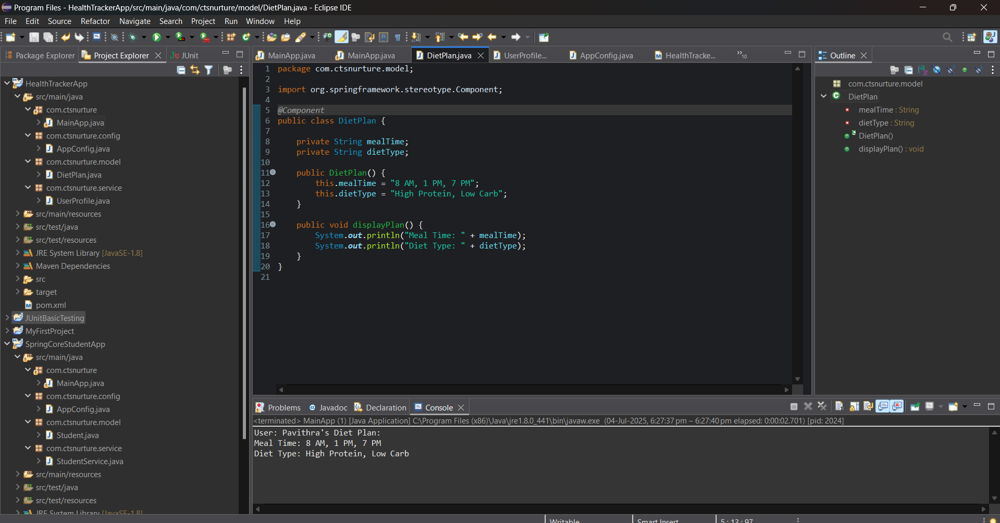 Program Files - HealthTrackerApp/src/main/java/com/ctsnurture/model/DietPlan.java - Eclipse IDE
File Edit Source Refactor Navigate Search Project Run Window Help
Package Explorer Project Explorer JUnit
HealthTrackerApp
src/main/java
com.ctsnurture
MainApp.java
com.ctsnurture.config
AppConfig.java
com.ctsnurture.model
DietPlan.java
com.ctsnurture.service
UserProfile.java
src/main/resources
src/test/java
src/test/resources
JRE System Library [JavaSE-1.8]
Maven Dependencies
src
target
pom.xml
JUnitBasicTesting
MyFirstProject
SpringCoreStudentApp
src/main/java
com.ctsnurture
MainApp.java
com.ctsnurture.config
AppConfig.java
com.ctsnurture.model
Student.java
com.ctsnurture.service
StudentService.java
src/main/resources
src/test/java
src/test/resources
JRE System Library [JavaSE-1.8]
MainApp.java MainApp.java DietPlan.java UserProfile... AppConfig.java HealthTracke... »10
1 package com.ctsnurture.model;
2
3 import org.springframework.stereotype.Component;
4
5 @Component
6 public class DietPlan {
7
8 private String mealTime;
9 private String dietType;
10
11 public DietPlan() {
12 this.mealTime = "8 AM, 1 PM, 7 PM";
13 this.dietType = "High Protein, Low Carb";
14 }
15
16 public void displayPlan() {
17 System.out.println("Meal Time: " + mealTime);
18 System.out.println("Diet Type: " + dietType);
19 }
20 }
21
Outline
com.ctsnurture.model
DietPlan
mealTime : String
dietType : String
DietPlan()
displayPlan() : void
Problems Javadoc Declaration Console
<terminated> MainApp (1) [Java Application] C:\Program Files (x86)\Java\jre1.8.0_441\bin\javaw.exe (04-Jul-2025, 6:27:37 pm – 6:27:40 pm elapsed: 0:00:02.701) [pid: 2024]
User: Pavithra's Diet Plan:
Meal Time: 8 AM, 1 PM, 7 PM
Diet Type: High Protein, Low Carb
Writable Smart Insert 5 : 13 : 97